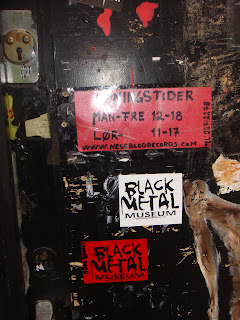 NINGSTIDER
MAN-FRE 12-18
LØR- 11-17
WWW.NESEBLODRECORDS.COM
BLACK
METAL
MUSEUM
BLACK
METAL
MUSEUM